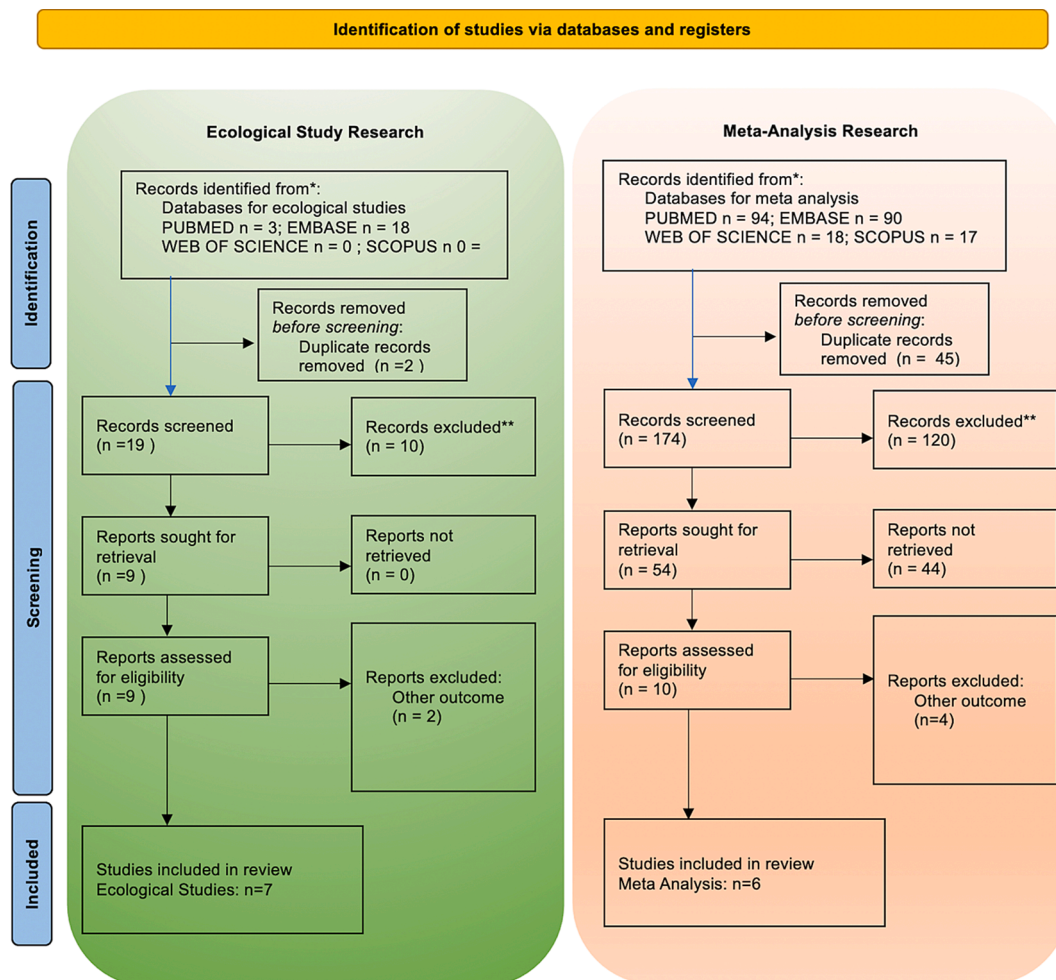 Identification of studies via databases and registers
Ecological Study Research
Identification
Records identified from*:
Databases for ecological studies
PUBMED n = 3; EMBASE n = 18
WEB OF SCIENCE n = 0 ; SCOPUS n 0 =
Records removed
before screening:
Duplicate records
removed (n =2 )
Screening
Records screened
(n =19 )
Records excluded**
(n = 10)
Reports sought for
retrieval
(n =9 )
Reports not
retrieved
(n = 0)
Reports assessed
for eligibility
(n =9 )
Reports excluded:
Other outcome
(n = 2)
Included
Studies included in review
Ecological Studies: n=7
Meta-Analysis Research
Records identified from*:
Databases for meta analysis
PUBMED n = 94; EMBASE n = 90
WEB OF SCIENCE n = 18; SCOPUS n = 17
Records removed
before screening:
Duplicate records
removed (n = 45)
Records screened
(n = 174)
Records excluded**
(n = 120)
Reports sought for
retrieval
(n = 54)
Reports not
retrieved
(n = 44)
Reports assessed
for eligibility
(n = 10)
Reports excluded:
Other outcome
(n=4)
Studies included in review
Meta Analysis: n=6